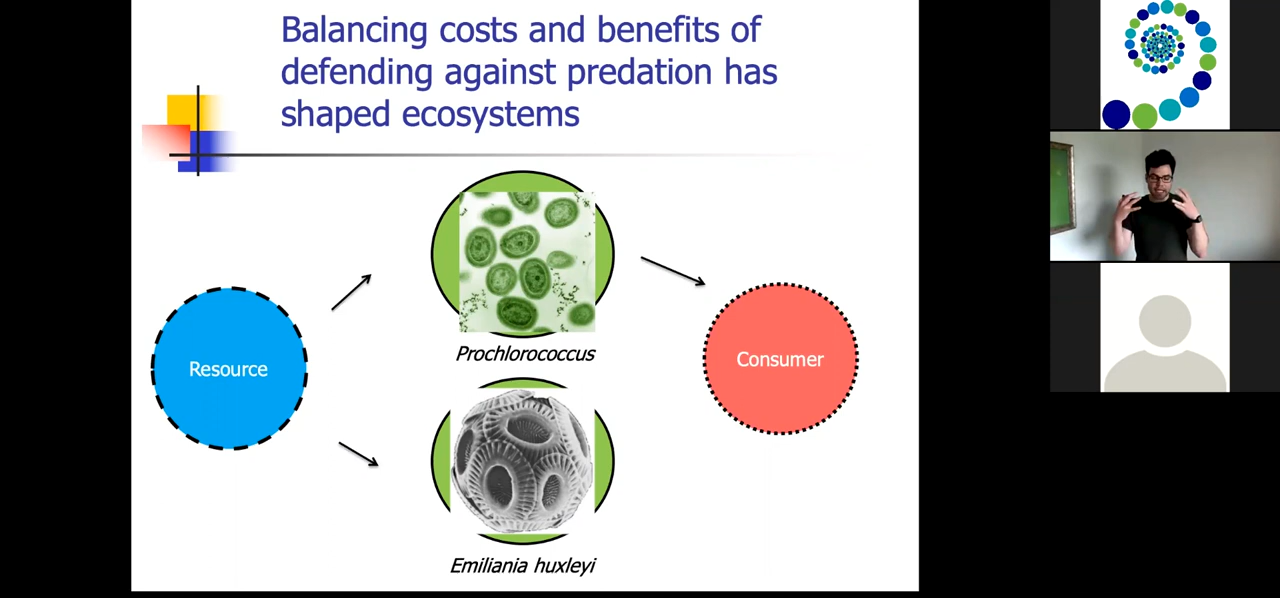 Balancing costs and benefits of
defending against predation has
shaped ecosystems
Prochlorococcus
Resource
Consumer
Emiliania huxleyi